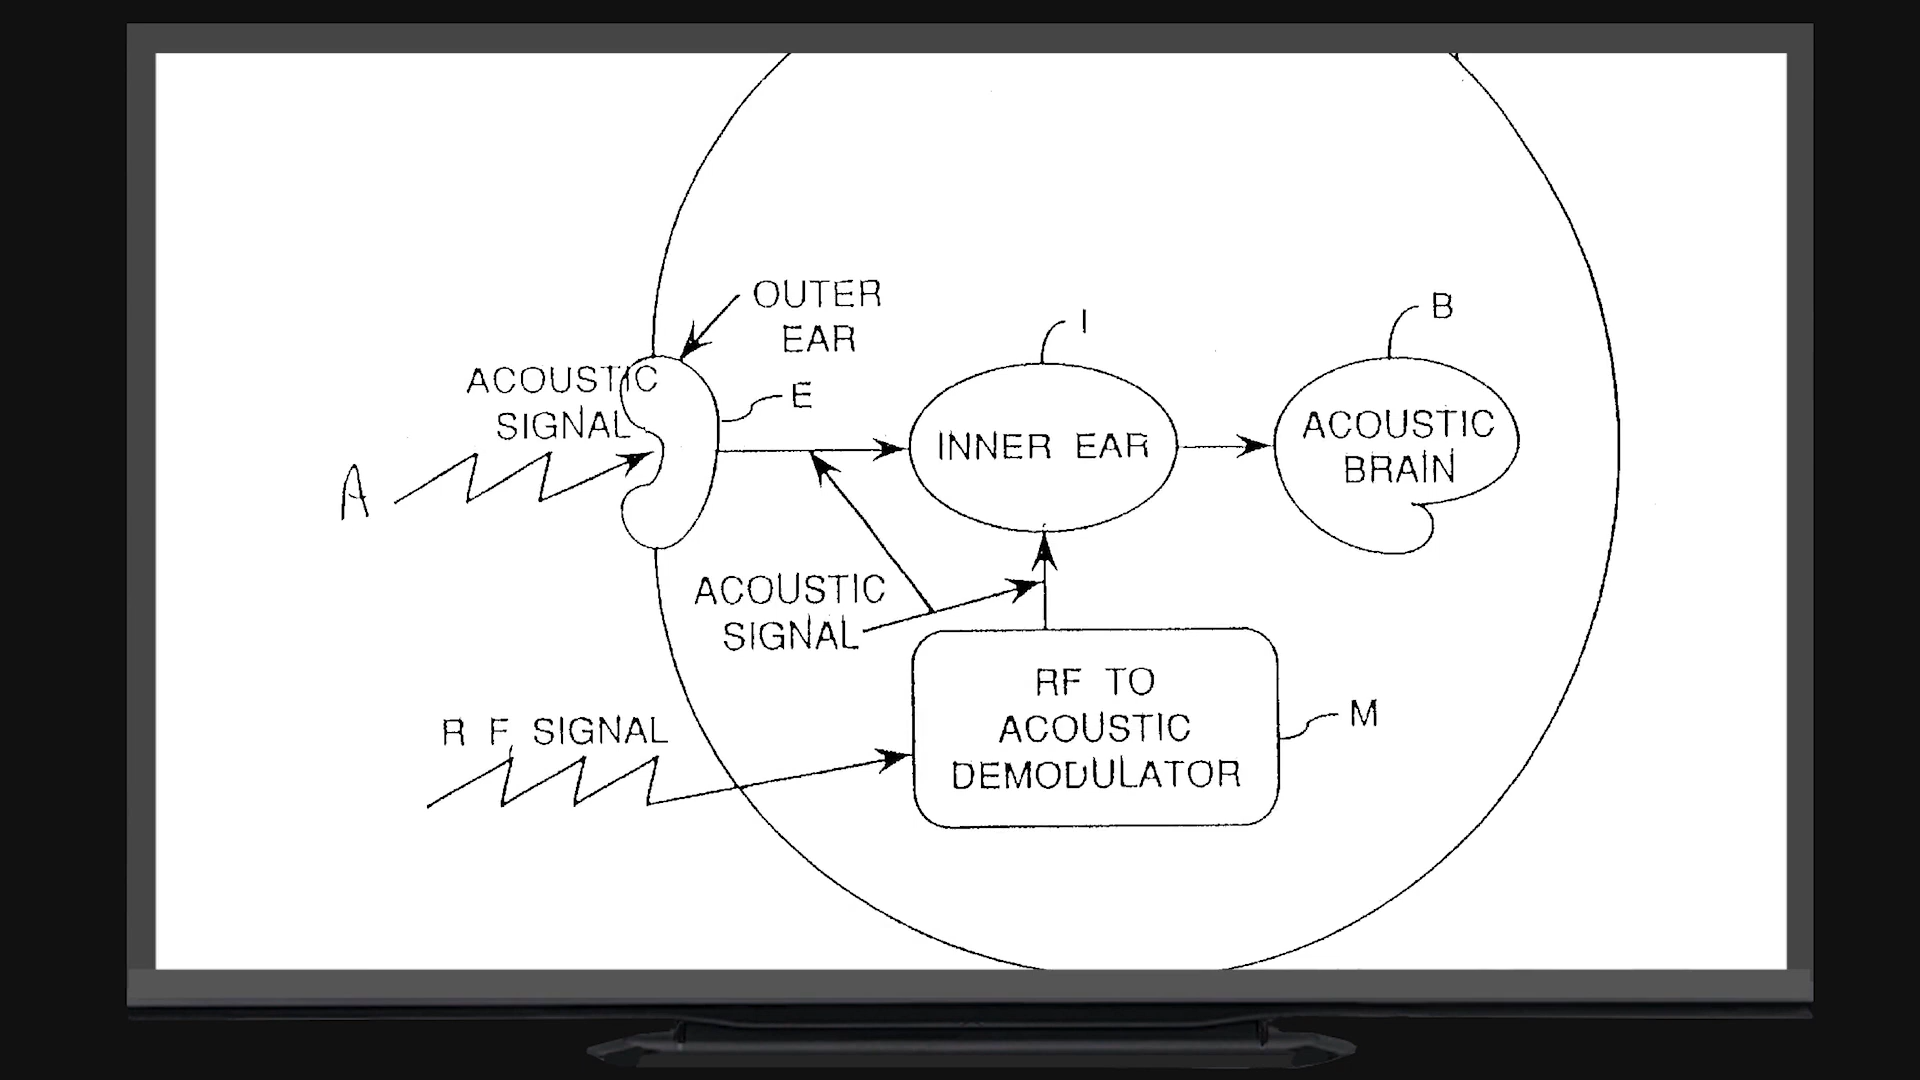 OUTER
EAR
I
B
ACOUSTIC
SIGNAL
E
INNER EAR
ACOUSTIC
BRAIN
A
ACOUSTIC
SIGNAL
RF TO
ACOUSTIC
DEMODULATOR
M
R F SIGNAL